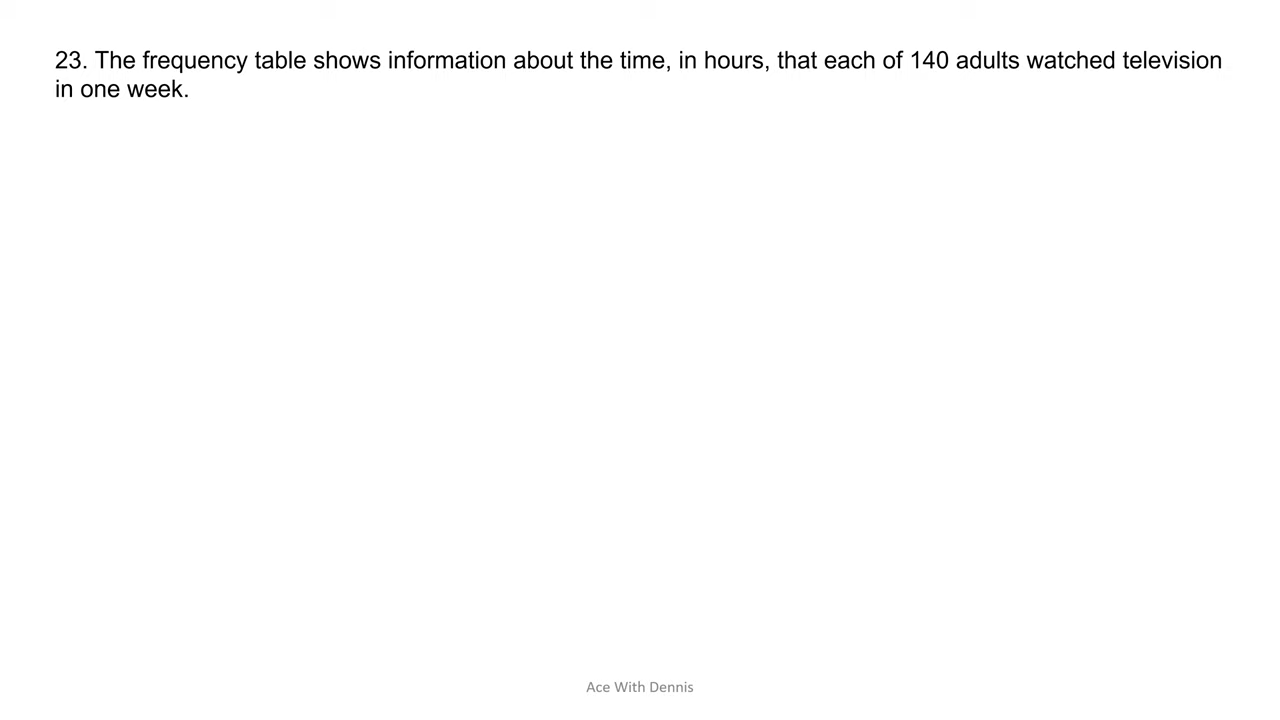 23. The frequency table shows information about the time, in hours, that each of 140 adults watched television
in one week.
Ace With Dennis